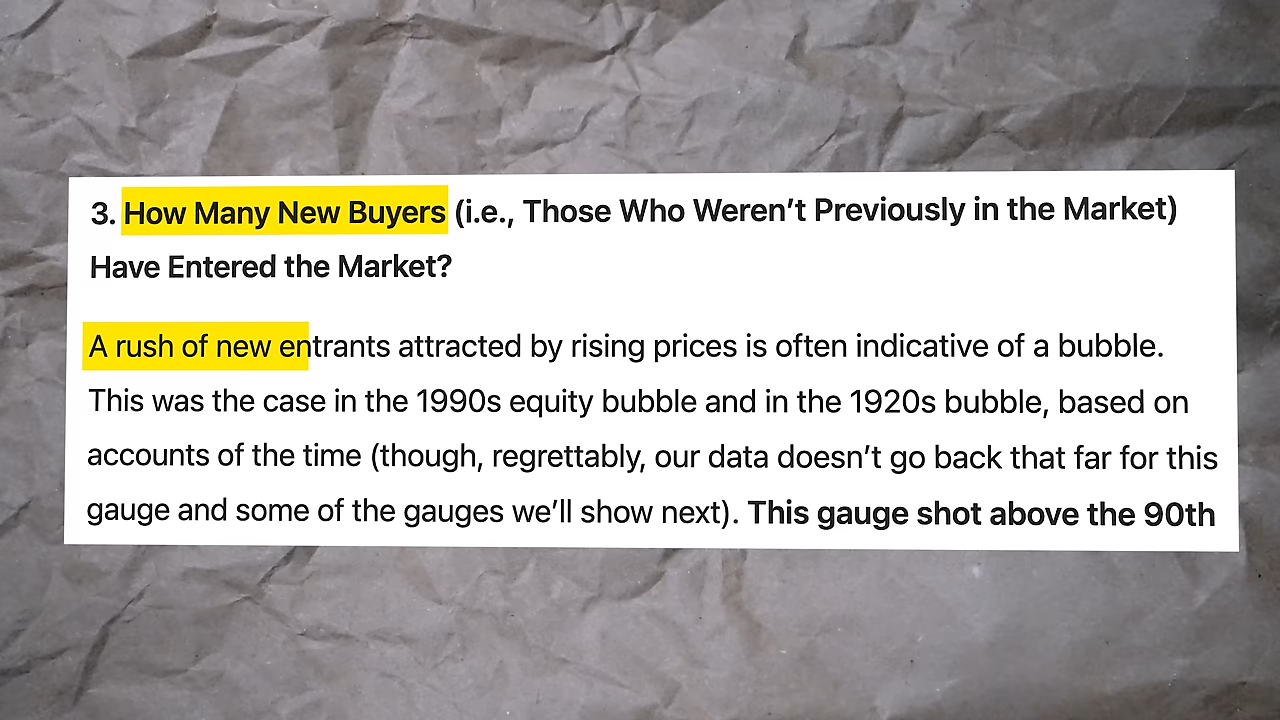 3. How Many New Buyers (i.e., Those Who Weren’t Previously in the Market)
Have Entered the Market?
A rush of new entrants attracted by rising prices is often indicative of a bubble.
This was the case in the 1990s equity bubble and in the 1920s bubble, based on
accounts of the time (though, regrettably, our data doesn’t go back that far for this
gauge and some of the gauges we’ll show next). This gauge shot above the 90th